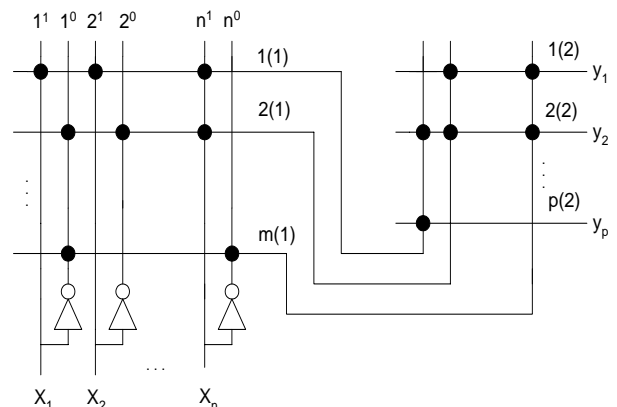 1¹ 1⁰ 2¹ 2⁰ n¹ n⁰
1(1)
1(2)
y₁
2(1)
2(2)
y₂
p(2)
yₚ
m(1)
X₁ X₂ ... Xₙ